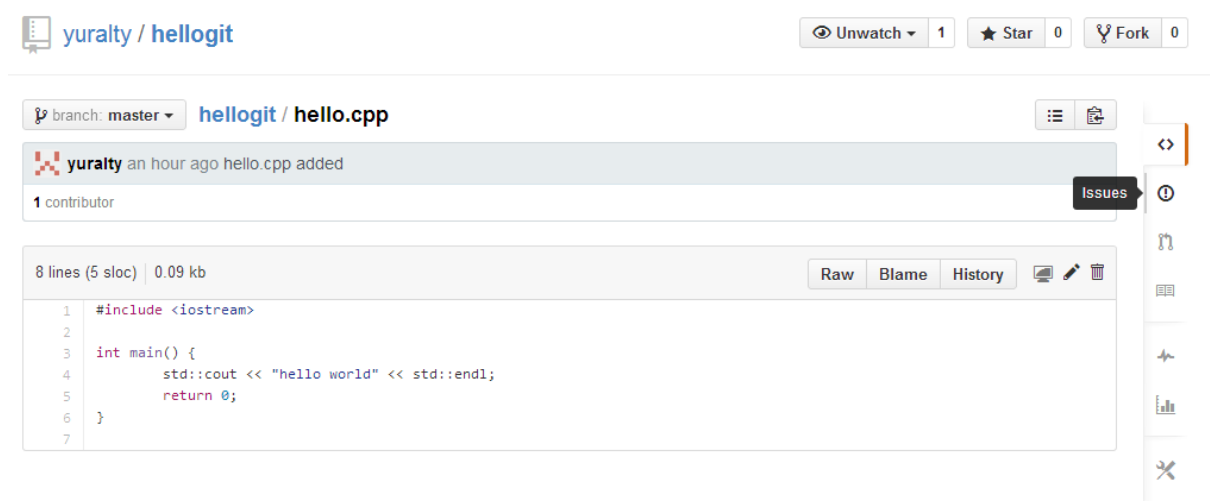 yuralty / hellogit
Unwatch 1 Star 0 Fork 0
branch: master hellogit / hello.cpp
yuralty an hour ago hello.cpp added
Issues
1 contributor
8 lines (5 sloc) 0.09 kb Raw Blame History
1 #include <iostream>
2
3 int main() {
4 std::cout << "hello world" << std::endl;
5 return 0;
6 }
7